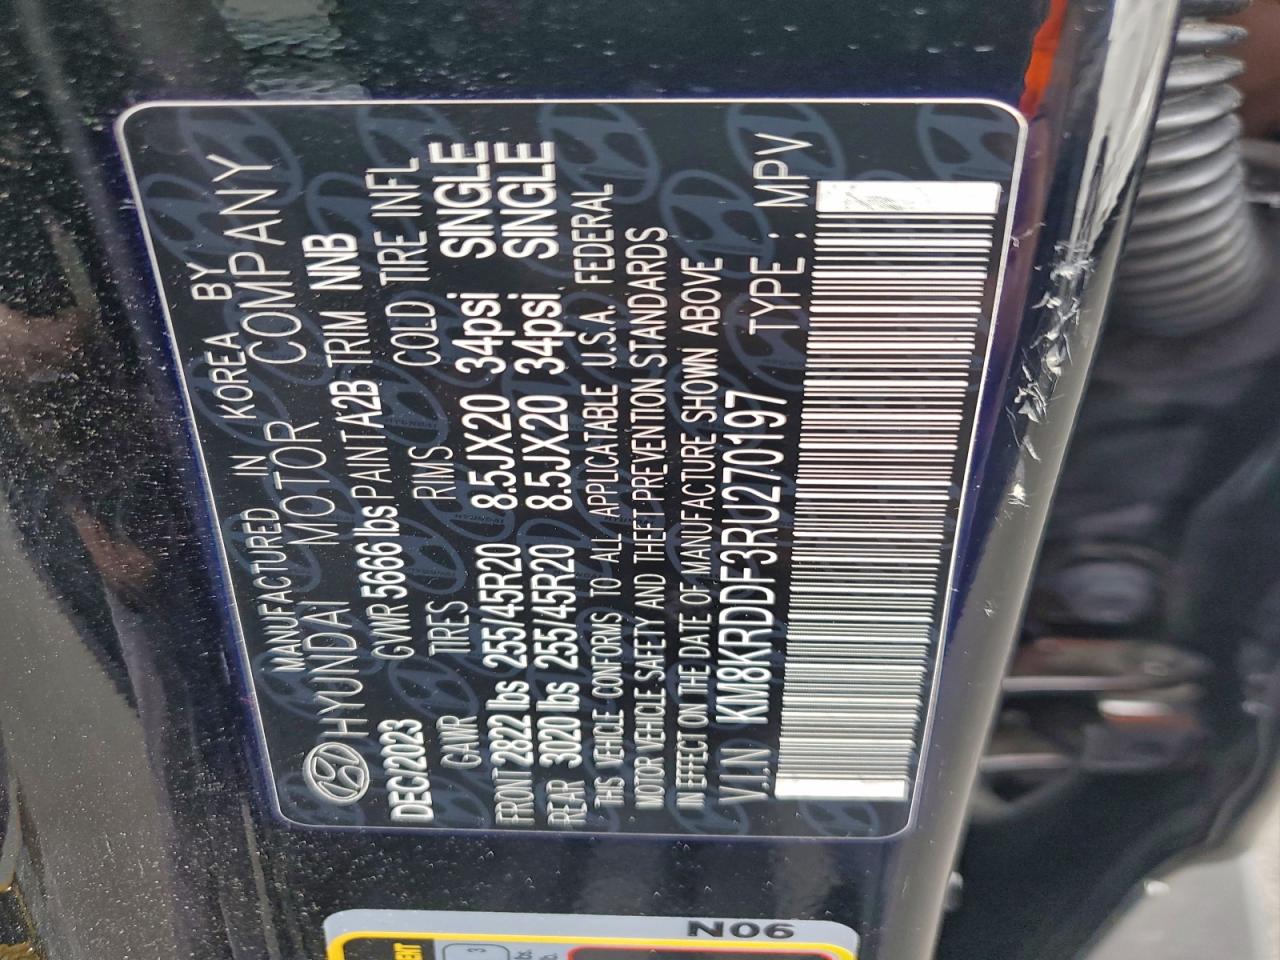 MANUFACTURED IN KOREA BY
HYUNDAI MOTOR COMPANY
DEC/2023 GVWR 5666 lbs PAINT A2B TRIM NNB
GAWR TIRES RIMS COLD TIRE INFL
FRONT 2822 lbs 255/45R20 8.5JX20 34psi SINGLE
REAR 3020 lbs 255/45R20 8.5JX20 34psi SINGLE
THIS VEHICLE CONFORMS TO ALL APPLICATABLE U.S.A. FEDERAL
MOTOR VEHICLE SAFETY AND THEFT PREVENTION STANDARDS
IN EFFECT ON THE DATE OF MANUFACTURE SHOWN ABOVE
V.I.N KM8KRDDF3RU270197 TYPE : MPV
N06
3